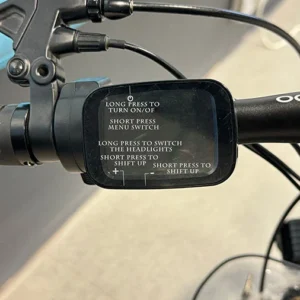 LONG PRESS TO
TURN ON/OF
SHORT PRESS
MENU SWITCH
LONG PRESS TO SWITCH
THE HEADLIGHTS
SHORT PRESS TO
SHIFT UP
+
SHORT PRESS TO
SHIFT UP
-